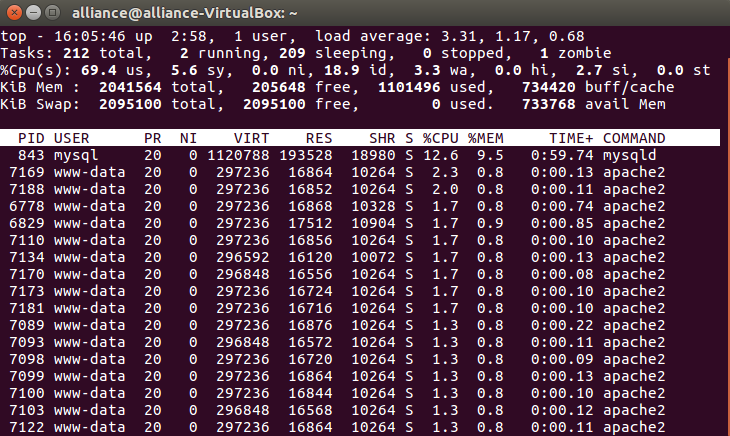 alliance@alliance-VirtualBox: ~
top - 16:05:46 up  2:58,  1 user,  load average: 3.31, 1.17, 0.68
Tasks: 212 total,   2 running, 209 sleeping,   0 stopped,   1 zombie
%Cpu(s): 69.4 us,  5.6 sy,  0.0 ni, 18.9 id,  3.3 wa,  0.0 hi,  2.7 si,  0.0 st
KiB Mem :  2041564 total,   205648 free,  1101496 used,   734420 buff/cache
KiB Swap:  2095100 total,  2095100 free,        0 used.   733768 avail Mem
PID USER      PR  NI    VIRT    RES    SHR S %CPU %MEM     TIME+ COMMAND
843 mysql     20   0 1120788 193528  18980 S 12.6  9.5   0:59.74 mysqld
7169 www-data  20   0  297236  16864  10264 S  2.3  0.8   0:00.13 apache2
7188 www-data  20   0  297236  16852  10264 S  2.0  0.8   0:00.11 apache2
6778 www-data  20   0  297236  16868  10328 S  1.7  0.8   0:00.74 apache2
6829 www-data  20   0  297236  17512  10904 S  1.7  0.9   0:00.85 apache2
7110 www-data  20   0  297236  16856  10264 S  1.7  0.8   0:00.10 apache2
7134 www-data  20   0  296592  16120  10072 S  1.7  0.8   0:00.13 apache2
7170 www-data  20   0  296848  16556  10264 S  1.7  0.8   0:00.08 apache2
7173 www-data  20   0  297236  16724  10264 S  1.7  0.8   0:00.10 apache2
7181 www-data  20   0  297236  16716  10264 S  1.7  0.8   0:00.10 apache2
7089 www-data  20   0  297236  16876  10264 S  1.3  0.8   0:00.22 apache2
7093 www-data  20   0  296848  16572  10264 S  1.3  0.8   0:00.11 apache2
7098 www-data  20   0  297236  16720  10264 S  1.3  0.8   0:00.09 apache2
7099 www-data  20   0  297236  16864  10264 S  1.3  0.8   0:00.13 apache2
7100 www-data  20   0  297236  16844  10264 S  1.3  0.8   0:00.10 apache2
7103 www-data  20   0  296848  16568  10264 S  1.3  0.8   0:00.12 apache2
7122 www-data  20   0  297236  16864  10264 S  1.3  0.8   0:00.11 apache2